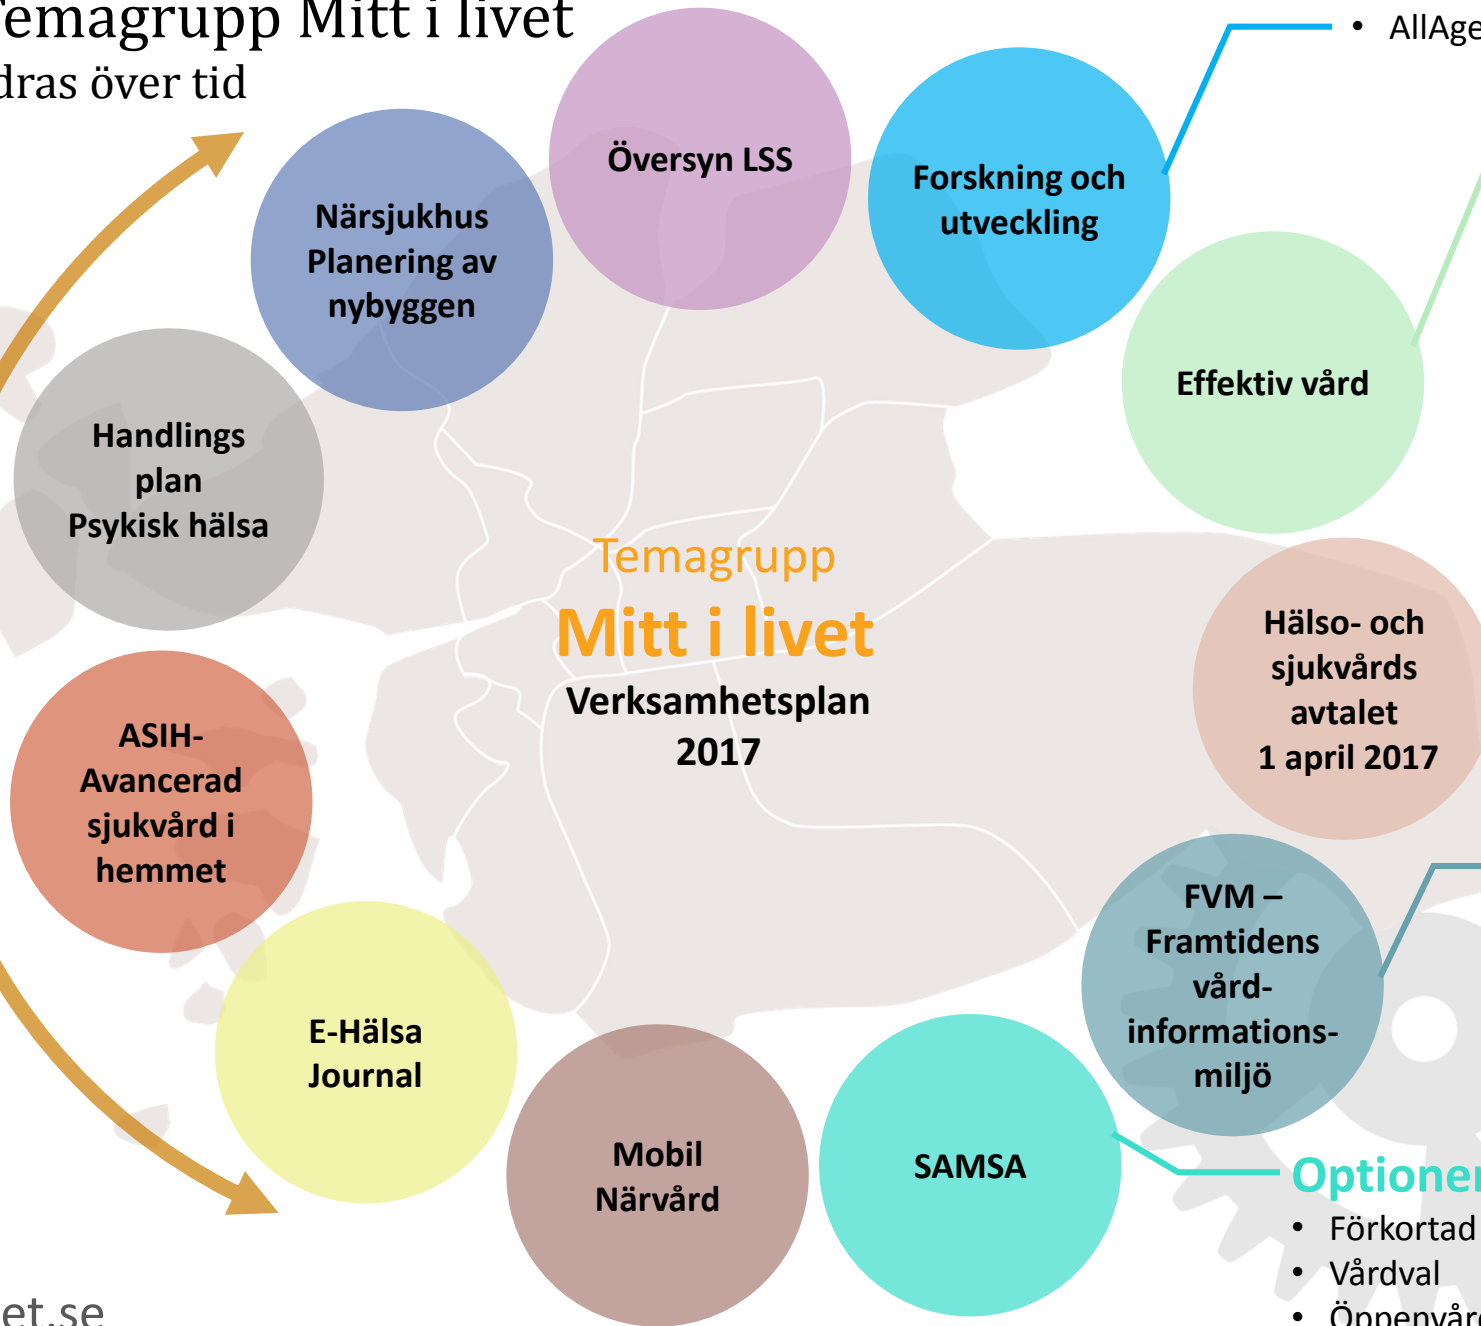 Temagrupp Mitt i livet
dras över tid
• AllAge
Översyn LSS
Forskning och
utveckling
Närsjukhus
Planering av
nybyggen
Effektiv vård
Handlings
plan
Psykisk hälsa
Temagrupp
Mitt i livet
Verksamhetsplan
2017
Hälso- och
sjukvårds
avtalet
1 april 2017
ASIH-
Avancerad
sjukvård i
hemmet
FVM –
Framtidens
vård-
informations-
miljö
E-Hälsa
Journal
Mobil
Närvård
SAMSA
Optioner
• Förkortad
• Vårdval
• Öppenvård
et.se